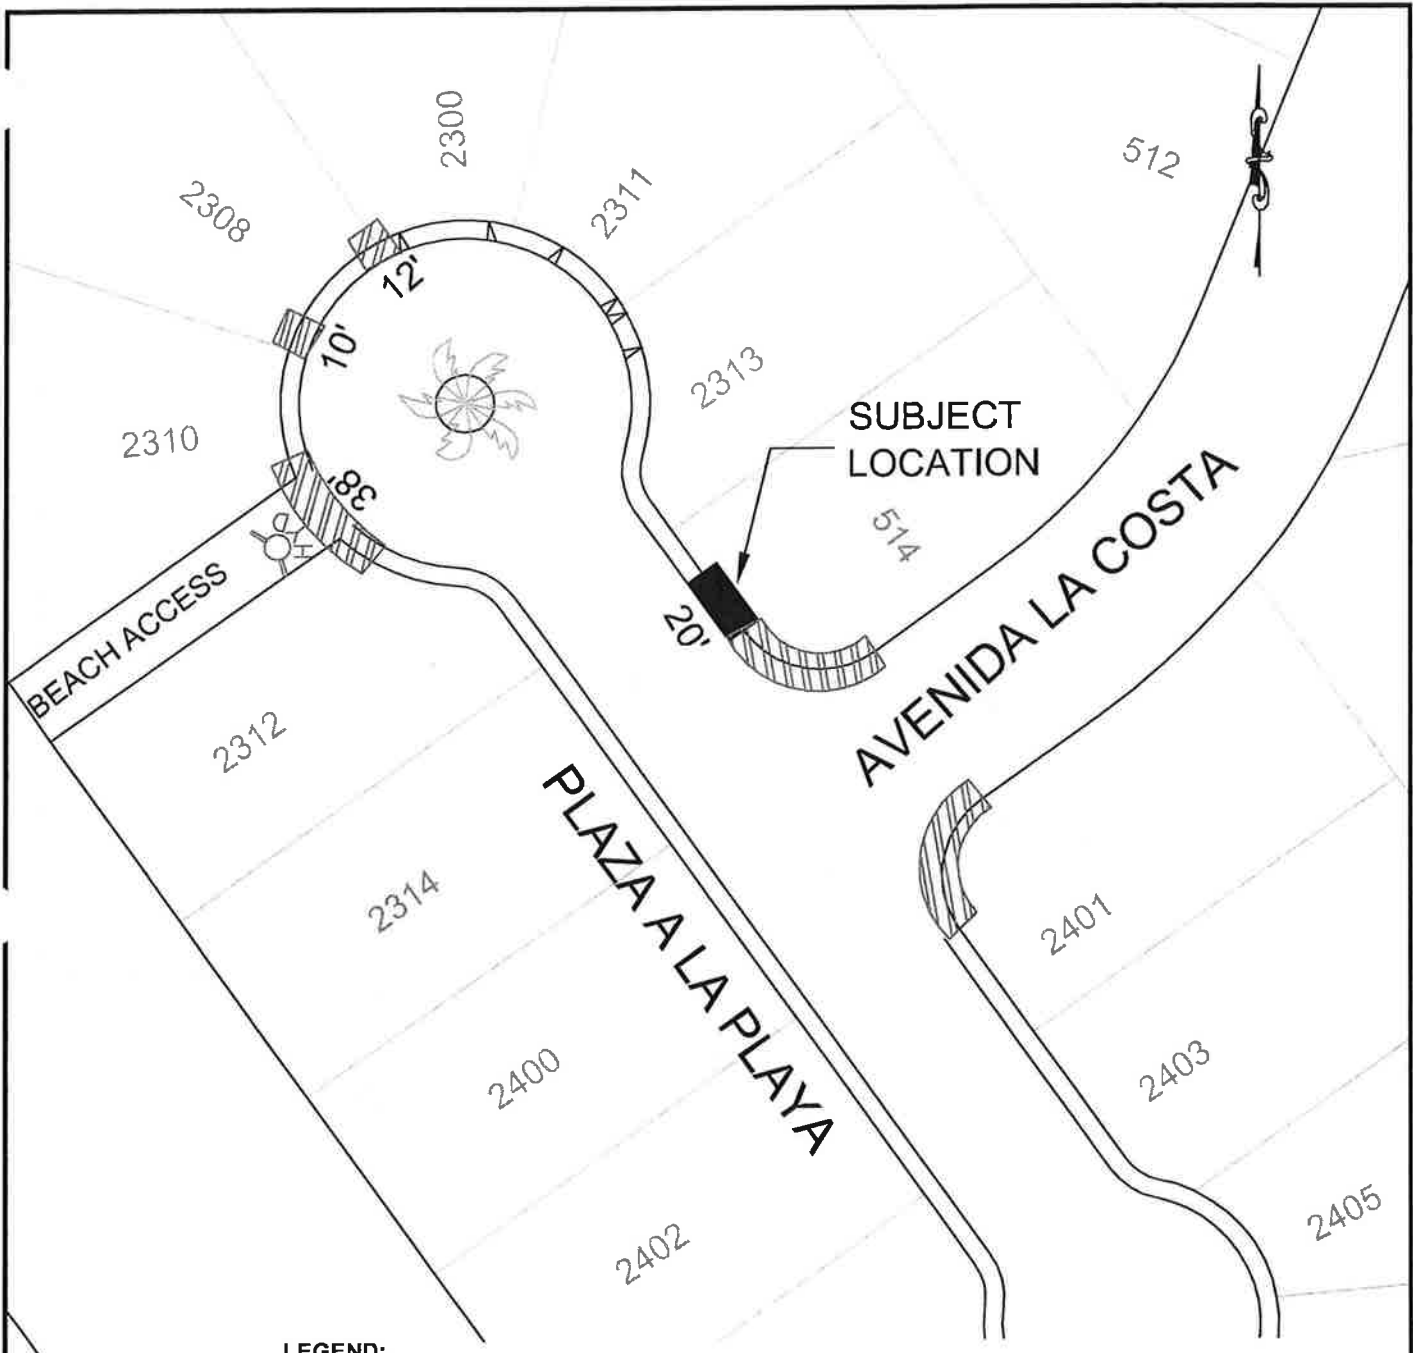 2300
512
2311
2308
12'
10'
2313
SUBJECT
LOCATION
2310
38'
514
HYD
AVENIDA LA COSTA
BEACH ACCESS
20'
2312
PLAZA A LA PLAYA
2314
2401
2400
2403
2405
2402
LEGEND: